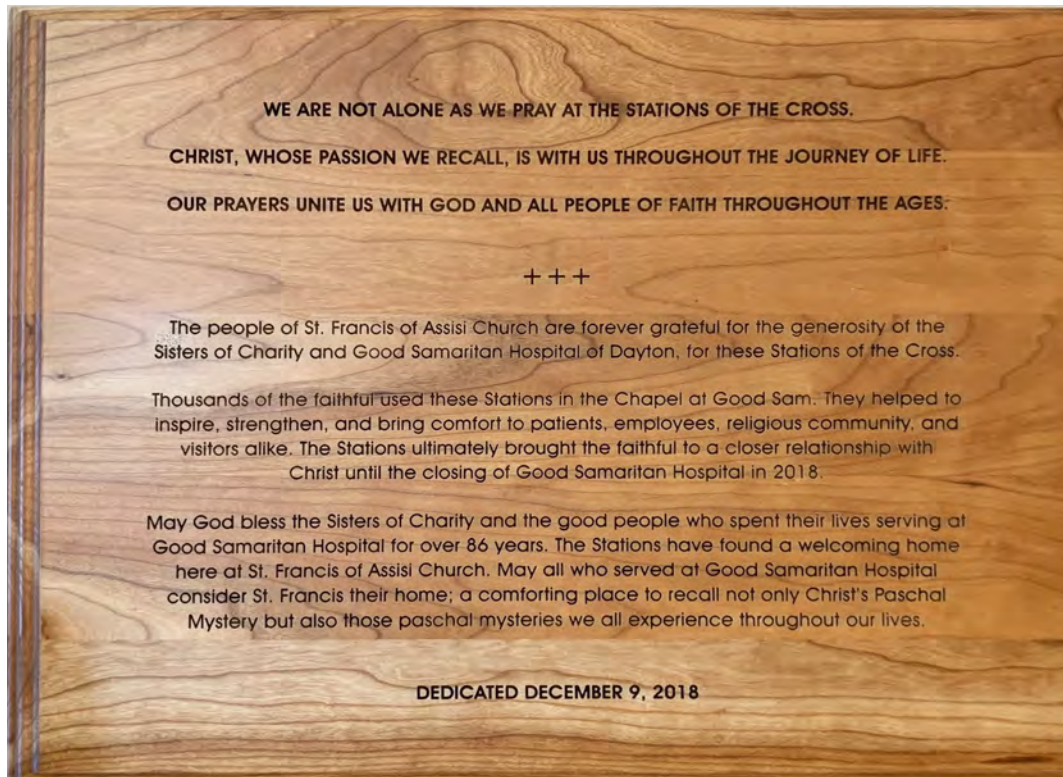 WE ARE NOT ALONE AS WE PRAY AT THE STATIONS OF THE CROSS.
CHRIST, WHOSE PASSION WE RECALL, IS WITH US THROUGHOUT THE JOURNEY OF LIFE.
OUR PRAYERS UNITE US WITH GOD AND ALL PEOPLE OF FAITH THROUGHOUT THE AGES.
+ + +
The people of St. Francis of Assisi Church are forever grateful for the generosity of the
Sisters of Charity and Good Samaritan Hospital of Dayton, for these Stations of the Cross.
Thousands of the faithful used these Stations in the Chapel at Good Sam. They helped to
inspire, strengthen, and bring comfort to patients, employees, religious community, and
visitors alike. The Stations ultimately brought the faithful to a closer relationship with
Christ until the closing of Good Samaritan Hospital in 2018.
May God bless the Sisters of Charity and the good people who spent their lives serving at
Good Samaritan Hospital for over 86 years. The Stations have found a welcoming home
here at St. Francis of Assisi Church. May all who served at Good Samaritan Hospital
consider St. Francis their home; a comforting place to recall not only Christ's Paschal
Mystery but also those paschal mysteries we all experience throughout our lives.
DEDICATED DECEMBER 9, 2018